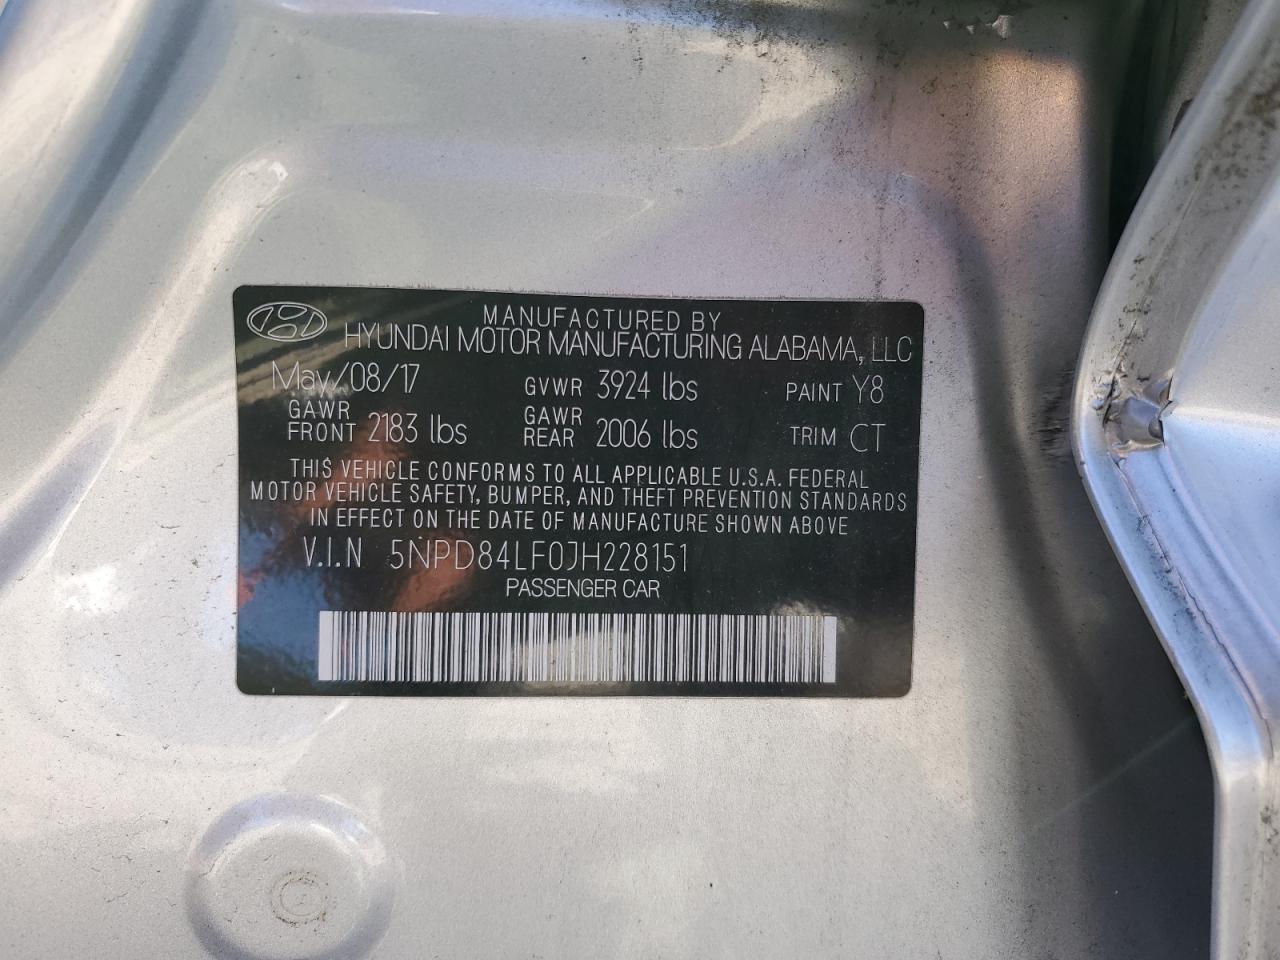 MANUFACTURED BY
HYUNDAI MOTOR MANUFACTURING ALABAMA, LLC
May/08/17 GVWR 3924 lbs PAINT Y8
GAWR FRONT 2183 lbs GAWR REAR 2006 lbs TRIM CT
THIS VEHICLE CONFORMS TO ALL APPLICABLE U.S.A. FEDERAL
MOTOR VEHICLE SAFETY, BUMPER, AND THEFT PREVENTION STANDARDS
IN EFFECT ON THE DATE OF MANUFACTURE SHOWN ABOVE
V.I.N 5NPD84LF0JH228151
PASSENGER CAR